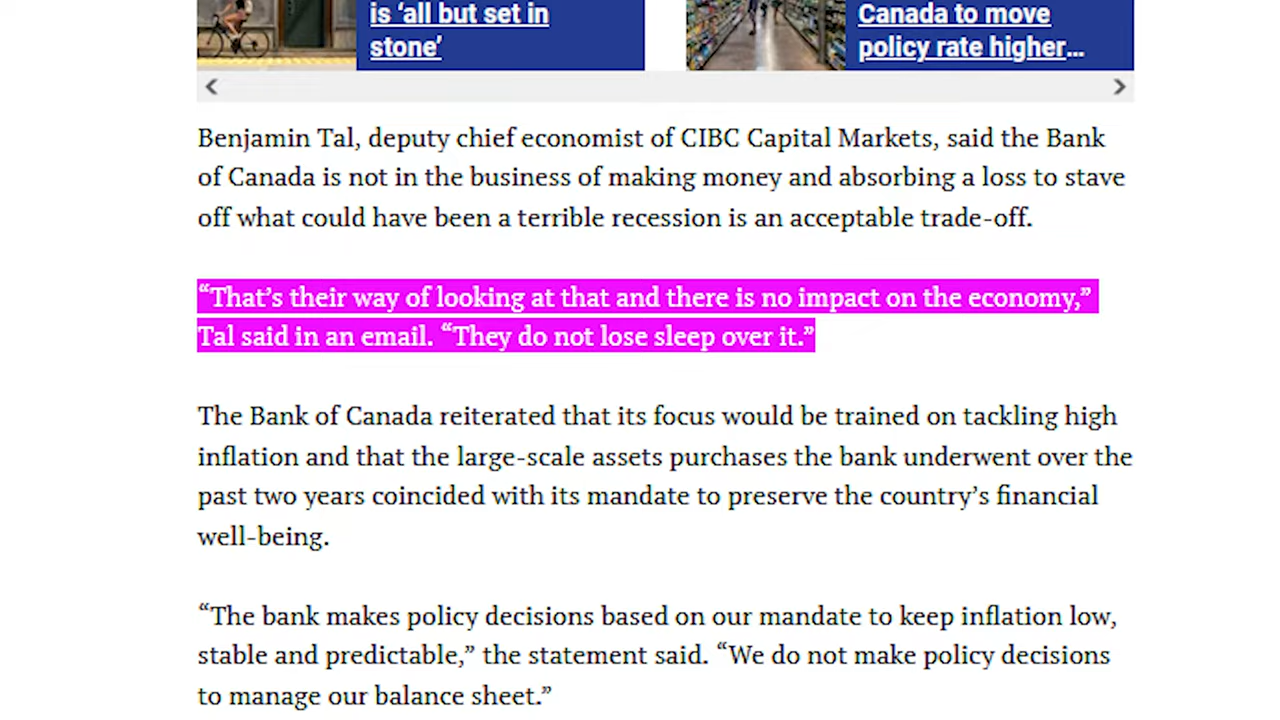 is ‘all but set in
stone’
Canada to move
policy rate higher...
Benjamin Tal, deputy chief economist of CIBC Capital Markets, said the Bank
of Canada is not in the business of making money and absorbing a loss to stave
off what could have been a terrible recession is an acceptable trade-off.
“That’s their way of looking at that and there is no impact on the economy,”
Tal said in an email. “They do not lose sleep over it.”
The Bank of Canada reiterated that its focus would be trained on tackling high
inflation and that the large-scale assets purchases the bank underwent over the
past two years coincided with its mandate to preserve the country’s financial
well-being.
“The bank makes policy decisions based on our mandate to keep inflation low,
stable and predictable,” the statement said. “We do not make policy decisions
to manage our balance sheet.”